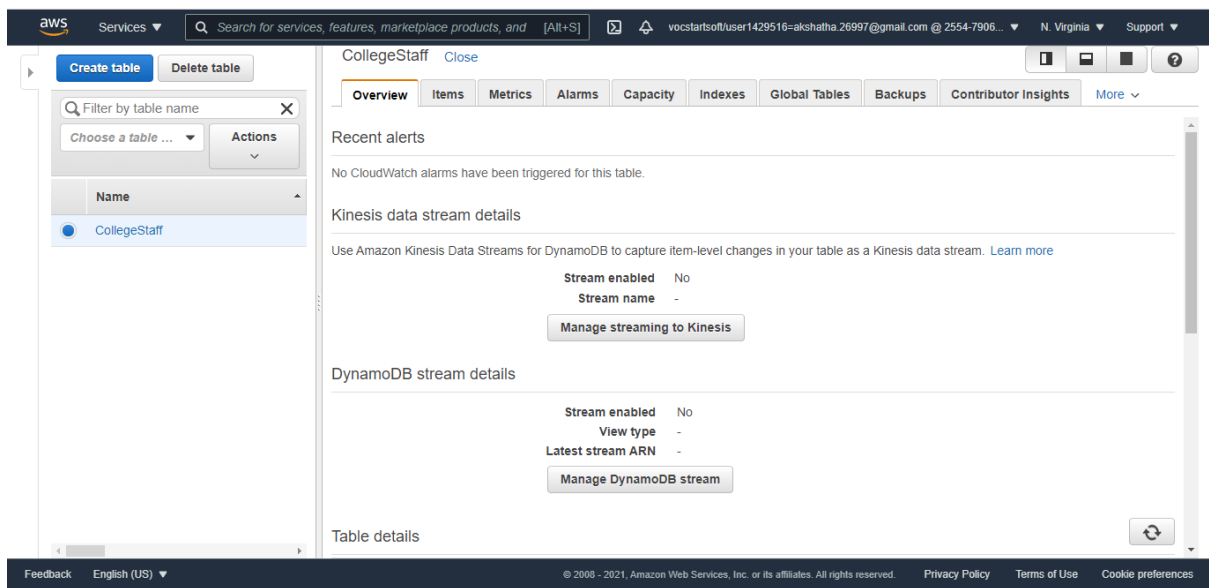 aws Services Search for services, features, marketplace products, and [Alt+S] vocstartsoft/user1429516=akshatha.26997@gmail.com @ 2554-7906... N. Virginia Support
Create table Delete table
Filter by table name
Choose a table ... Actions
Name
CollegeStaff
CollegeStaff Close
Overview Items Metrics Alarms Capacity Indexes Global Tables Backups Contributor Insights More
Recent alerts
No CloudWatch alarms have been triggered for this table.
Kinesis data stream details
Use Amazon Kinesis Data Streams for DynamoDB to capture item-level changes in your table as a Kinesis data stream. Learn more
Stream enabled No
Stream name -
Manage streaming to Kinesis
DynamoDB stream details
Stream enabled No
View type -
Latest stream ARN -
Manage DynamoDB stream
Table details
Feedback English (US) © 2008 - 2021, Amazon Web Services, Inc. or its affiliates. All rights reserved. Privacy Policy Terms of Use Cookie preferences